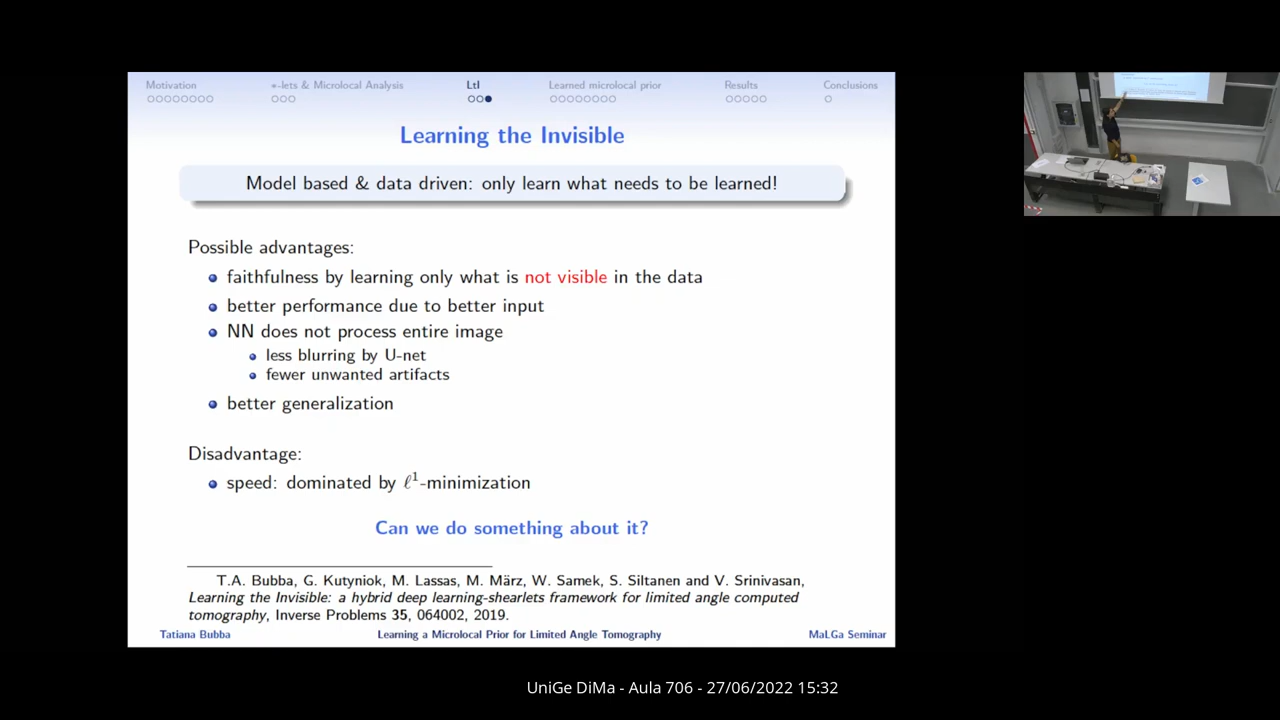 Motivation *-lets & Microlocal Analysis LtI Learned microlocal prior Results Conclusions
Learning the Invisible
Model based & data driven: only learn what needs to be learned!
Possible advantages:
faithfulness by learning only what is not visible in the data
better performance due to better input
NN does not process entire image
less blurring by U-net
fewer unwanted artifacts
better generalization
Disadvantage:
speed: dominated by ℓ¹-minimization
Can we do something about it?
T.A. Bubba, G. Kutyniok, M. Lassas, M. März, W. Samek, S. Siltanen and V. Srinivasan,
Learning the Invisible: a hybrid deep learning-shearlets framework for limited angle computed
tomography, Inverse Problems 35, 064002, 2019.
Tatiana Bubba Learning a Microlocal Prior for Limited Angle Tomography MaLGa Seminar
UniGe DiMa - Aula 706 - 27/06/2022 15:32